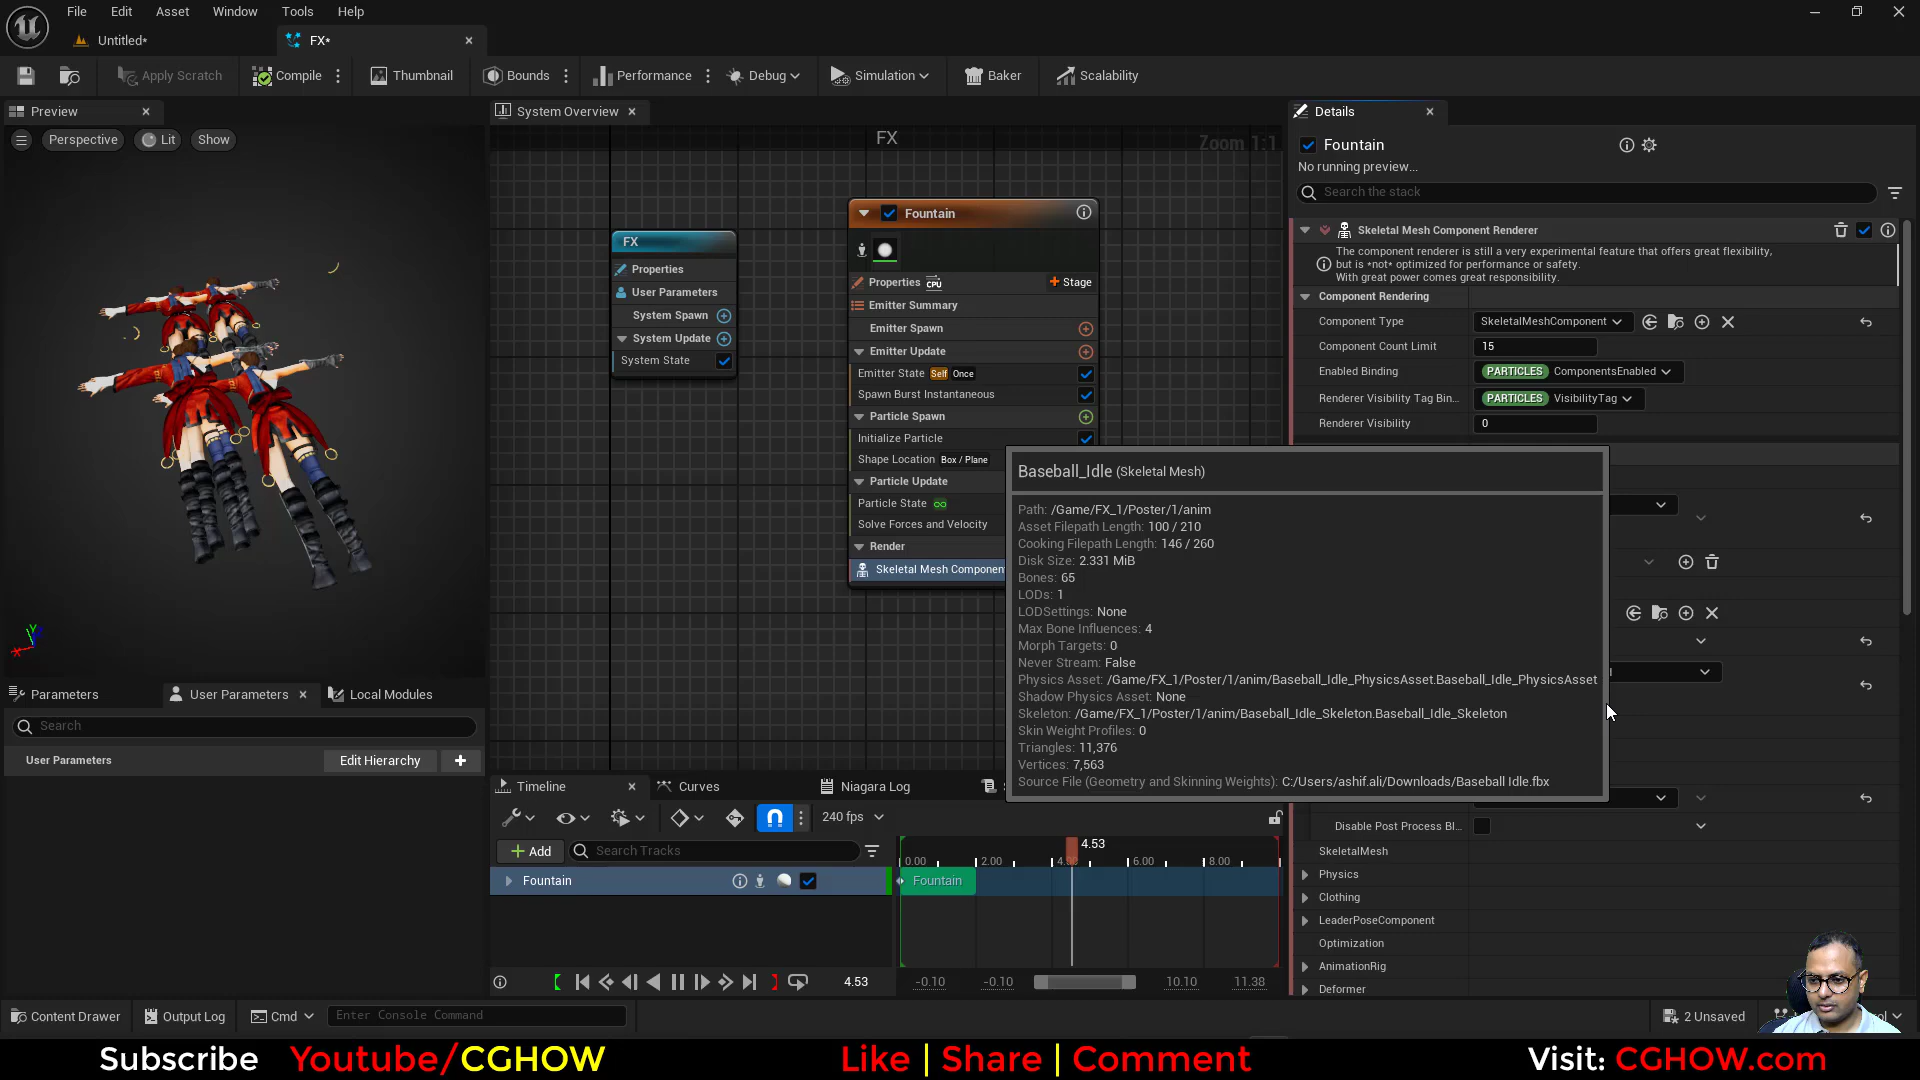 File Edit Asset Window Tools Help
Untitled*
FX*
Apply Scratch
Compile
Thumbnail
Bounds
Performance
Debug
Simulation
Baker
Scalability
Preview
Perspective
Lit
Show
System Overview
FX
Zoom 1:1
FX
Properties
User Parameters
System Spawn
System Update
System State
Fountain
Properties CPU
Stage
Emitter Summary
Emitter Spawn
Emitter Update
Emitter State Self Once
Spawn Burst Instantaneous
Particle Spawn
Initialize Particle
Shape Location Box / Plane
Particle Update
Particle State
Solve Forces and Velocity
Render
Skeletal Mesh Component
Baseball_Idle (Skeletal Mesh)
Path: /Game/FX_1/Poster/1/anim
Asset Filepath Length: 100 / 210
Cooking Filepath Length: 146 / 260
Disk Size: 2.331 MiB
Bones: 65
LODs: 1
LODSettings: None
Max Bone Influences: 4
Morph Targets: 0
Never Stream: False
Physics Asset: /Game/FX_1/Poster/1/anim/Baseball_Idle_PhysicsAsset.Baseball_Idle_PhysicsAsset
Shadow Physics Asset: None
Skeleton: /Game/FX_1/Poster/1/anim/Baseball_Idle_Skeleton.Baseball_Idle_Skeleton
Skin Weight Profiles: 0
Triangles: 11,376
Vertices: 7,563
Source File (Geometry and Skinning Weights): C:/Users/ashif.ali/Downloads/Baseball Idle.fbx
Details
Fountain
No running preview...
Search the stack
Skeletal Mesh Component Renderer
The component renderer is still a very experimental feature that offers great flexibility,
but is *not* optimized for performance or safety.
With great power comes great responsibility.
Component Rendering
Component Type SkeletalMeshComponent
Component Count Limit 15
Enabled Binding PARTICLES ComponentsEnabled
Renderer Visibility Tag Bin... PARTICLES VisibilityTag
Renderer Visibility 0
Disable Post Process Bl...
SkeletalMesh
Physics
Clothing
LeaderPoseComponent
Optimization
AnimationRig
Deformer
Parameters
User Parameters
Local Modules
Search
User Parameters
Edit Hierarchy
Timeline
Curves
Niagara Log
240 fps
Add
Search Tracks
4.53
0.00 2.00 4.00 6.00 8.00
Fountain
Fountain
4.53
-0.10 -0.10 10.10 11.38
Content Drawer
Output Log
Cmd
Enter Console Command
2 Unsaved
Subscribe Youtube/CGHOW
Like | Share | Comment
Visit: CGHOW.com